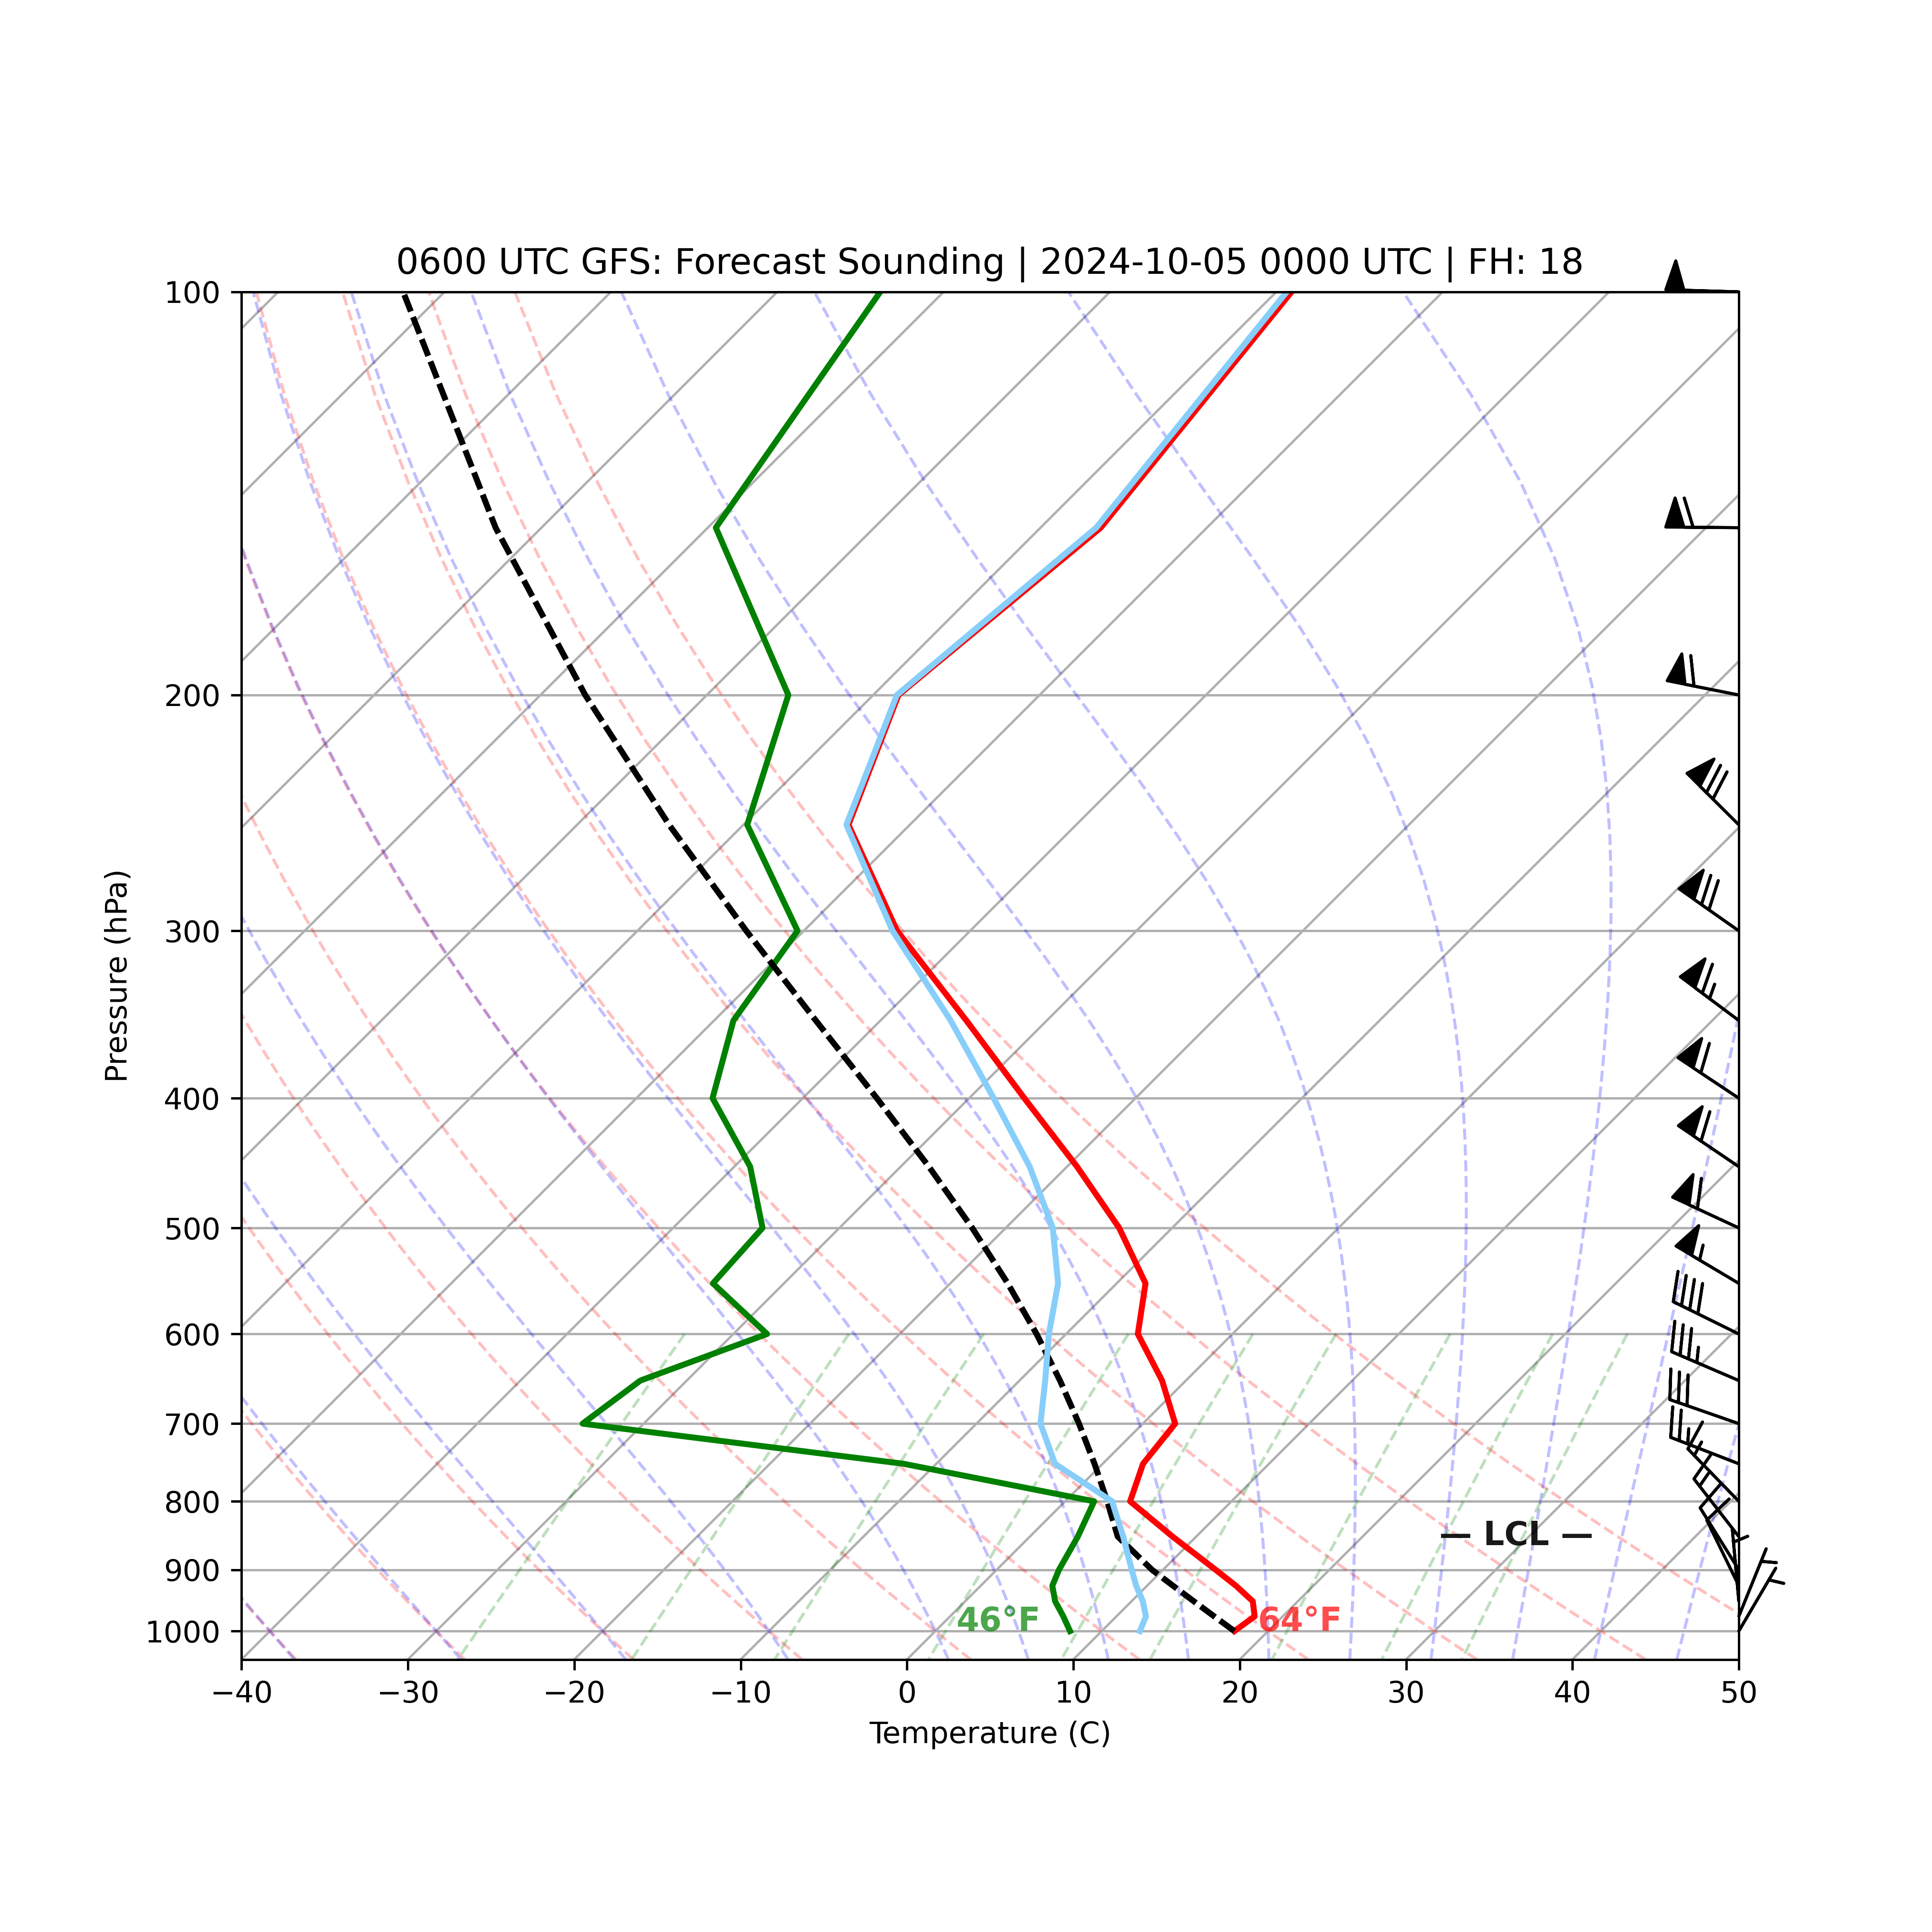 0600 UTC GFS: Forecast Sounding | 2024-10-05 0000 UTC | FH: 18
100
200
300
400
500
600
700
800
900
1000
Pressure (hPa)
— LCL —
46°F
64°F
−40 −30 −20 −10 0 10 20 30 40 50
Temperature (C)